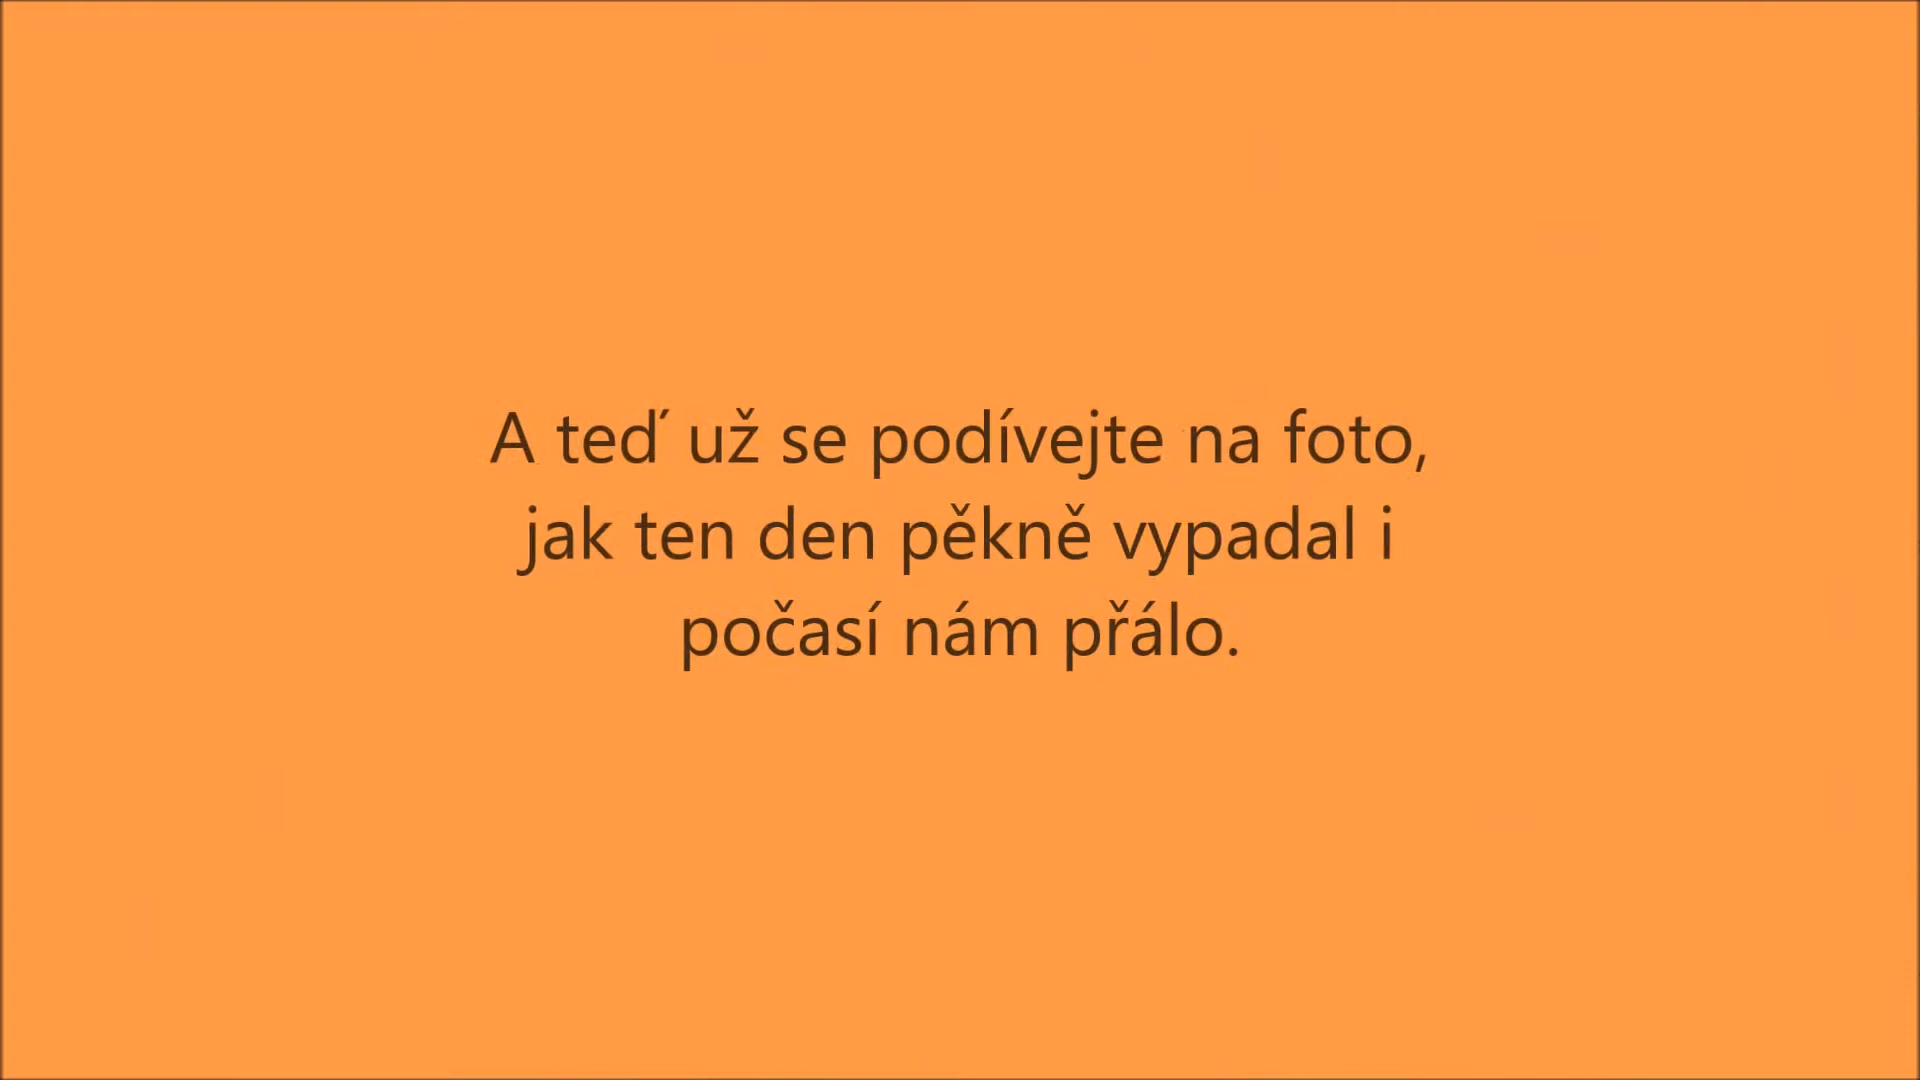 A teď už se podívejte na foto,
jak ten den pěkně vypadal i
počasí nám přálo.